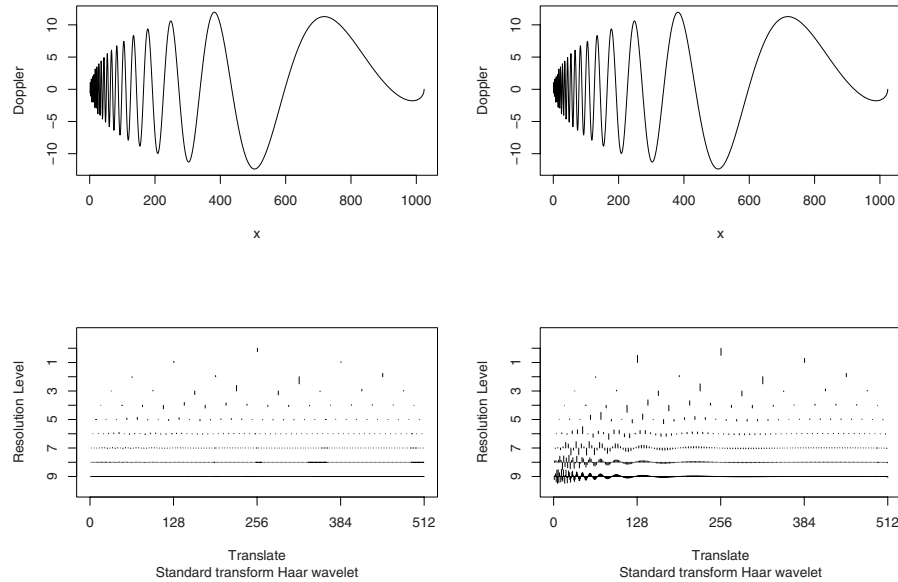 10
5
0
−5
−10
Doppler
0 200 400 600 800 1000
x
10
5
0
−5
−10
Doppler
0 200 400 600 800 1000
x
1
3
5
7
9
Resolution Level
0 128 256 384 512
Translate
Standard transform Haar wavelet
1
3
5
7
9
Resolution Level
0 128 256 384 512
Translate
Standard transform Haar wavelet